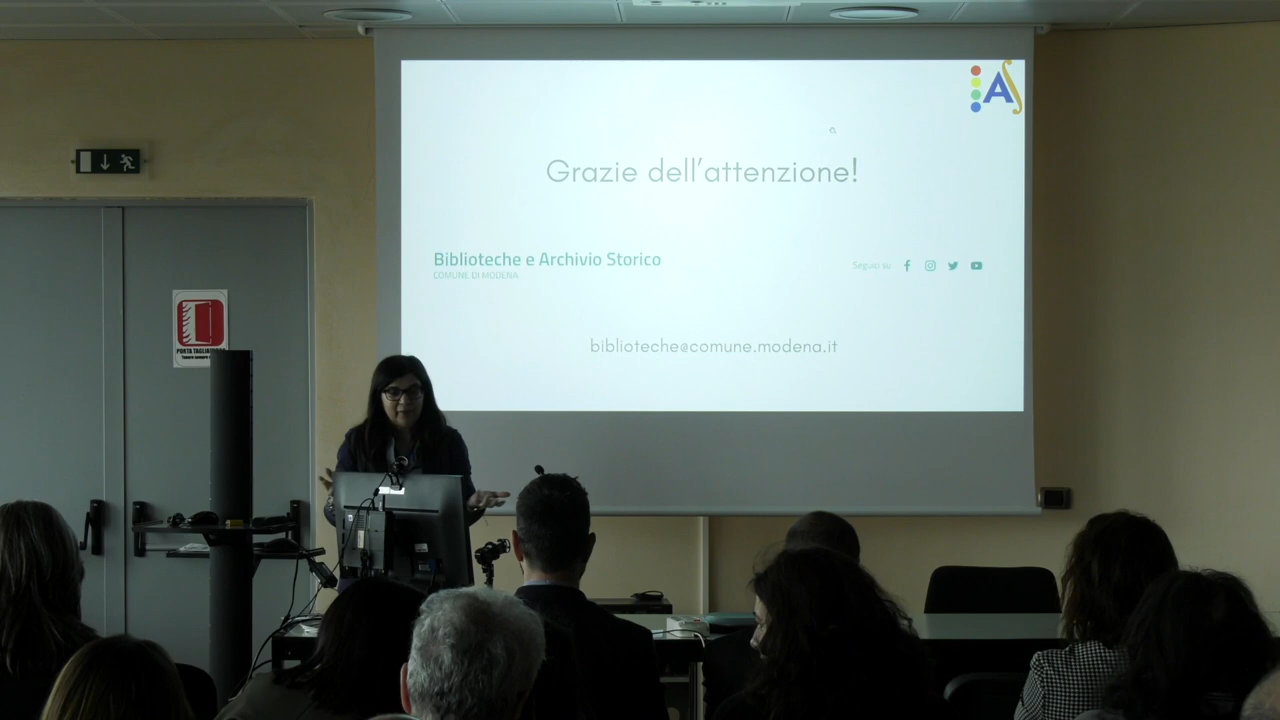 A
Grazie dell'attenzione!
Biblioteche e Archivio Storico
COMUNE DI MODENA
Seguici su
biblioteche@comune.modena.it
PORTA TAGLIAFUOCO